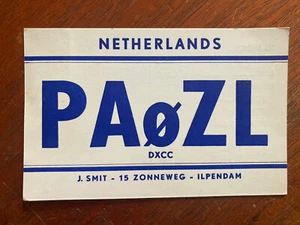 NETHERLANDS
PAØZL
DXCC
J. SMIT - 15 ZONNEWEG - ILPENDAM